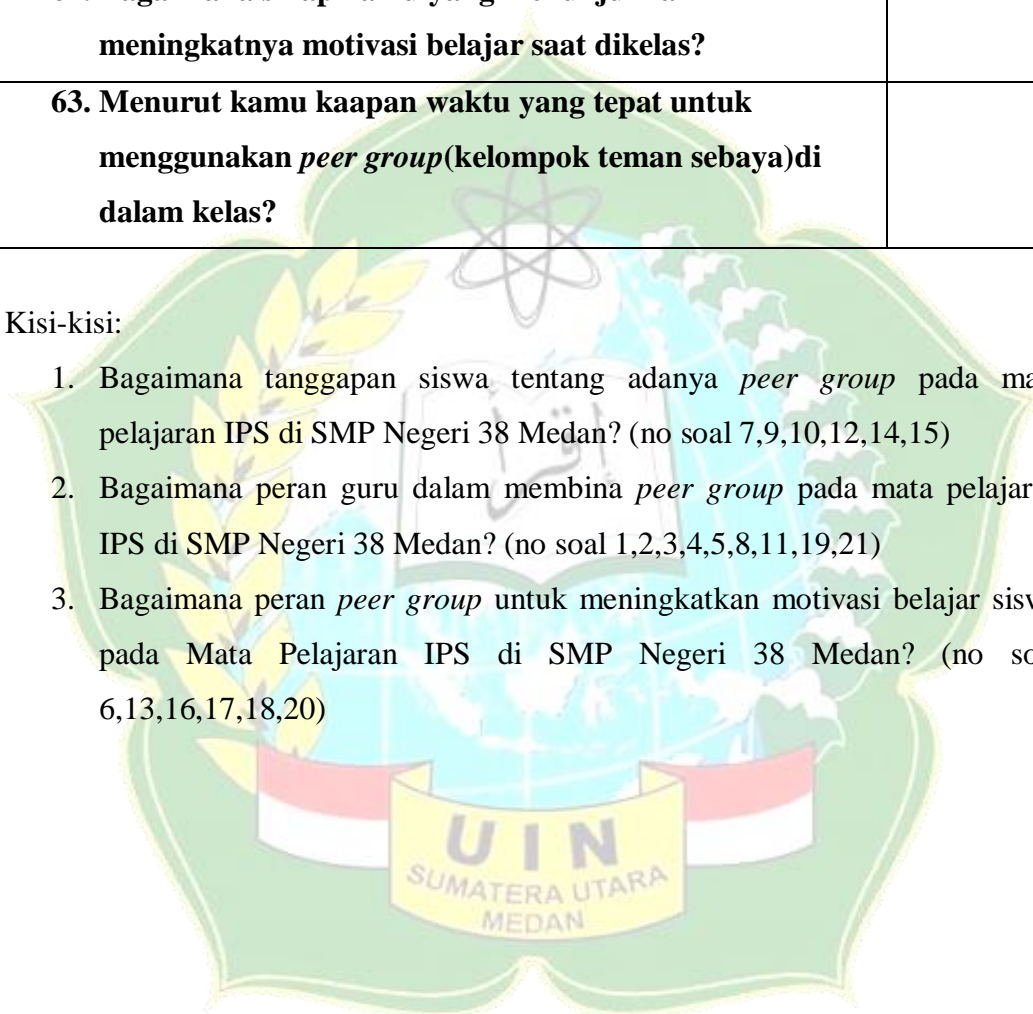 meningkatnya motivasi belajar saat dikelas?
63. Menurut kamu kaapan waktu yang tepat untuk
menggunakan peer group(kelompok teman sebaya)di
dalam kelas?
Kisi-kisi:
1. Bagaimana tanggapan siswa tentang adanya peer group pada
pelajaran IPS di SMP Negeri 38 Medan? (no soal 7,9,10,12,14,15)
2. Bagaimana peran guru dalam membina peer group pada mata
IPS di SMP Negeri 38 Medan? (no soal 1,2,3,4,5,8,11,19,21)
3. Bagaimana peran peer group untuk meningkatkan motivasi belajar
pada Mata Pelajaran IPS di SMP Negeri 38 Medan? (no
6,13,16,17,18,20)
اقرأ
UIN
SUMATERA UTARA
MEDAN